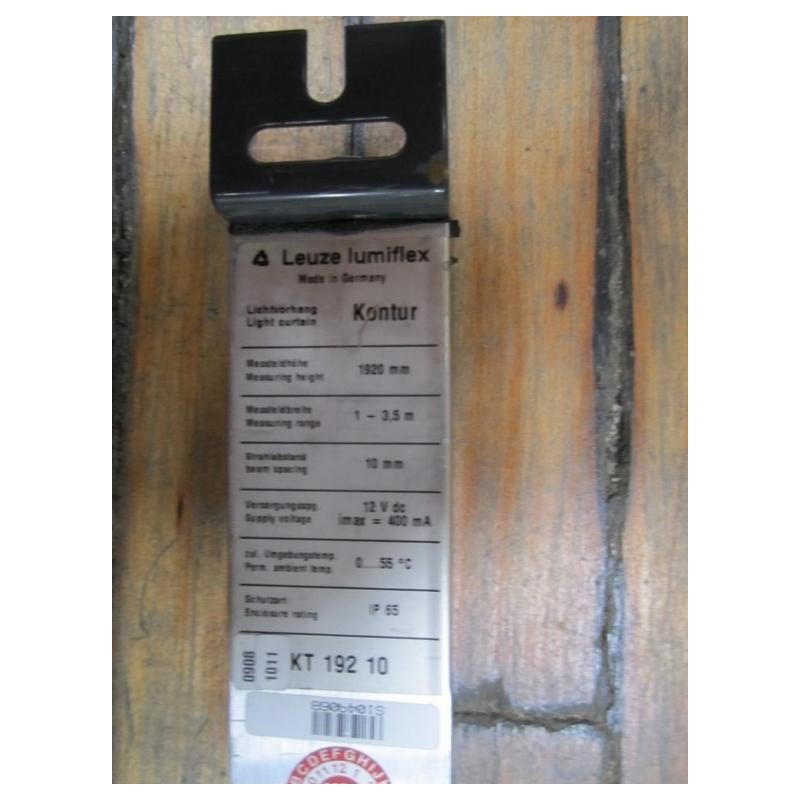 Leuze lumiflex
Made in Germany
Lichtvorhang
Light curtain
Kontur
Messfeldhöhe
Measuring height
1920 mm
Messfeldbreite
Measuring range
1 – 3,5 m
Strahlabstand
beam spacing
10 mm
Versorgungsspg.
Supply voltage
12 V dc
imax = 400 mA
zul. Umgebungstemp.
Perm. ambient temp.
0....55 °C
Schutzart
Enclosure rating
IP 65
0908
1011
KT 192 10
BCDEFGHIJ